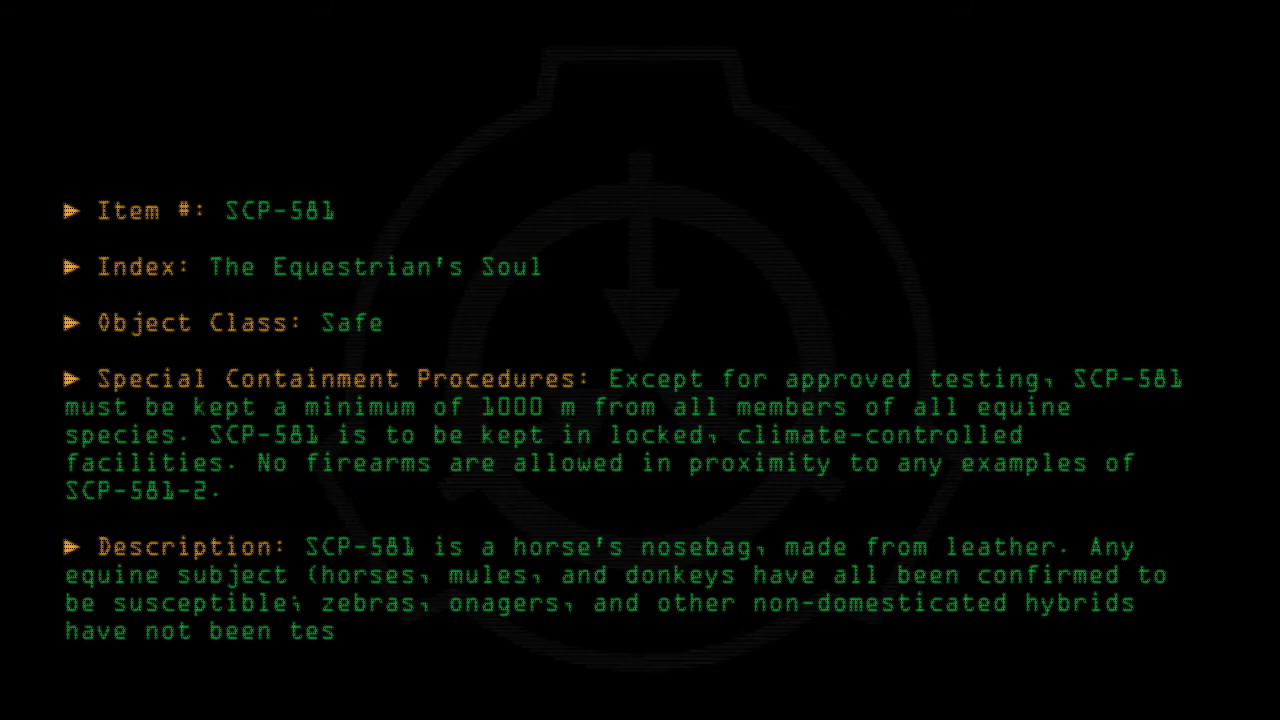 ► Item #: SCP-581
► Index: The Equestrian's Soul
► Object Class: Safe
► Special Containment Procedures: Except for approved testing, SCP-581
must be kept a minimum of 1000 m from all members of all equine
species. SCP-581 is to be kept in locked, climate-controlled
facilities. No firearms are allowed in proximity to any examples of
SCP-581-2.
► Description: SCP-581 is a horse's nosebag, made from leather. Any
equine subject (horses, mules, and donkeys have all been confirmed to
be susceptible; zebras, onagers, and other non-domesticated hybrids
have not been tes